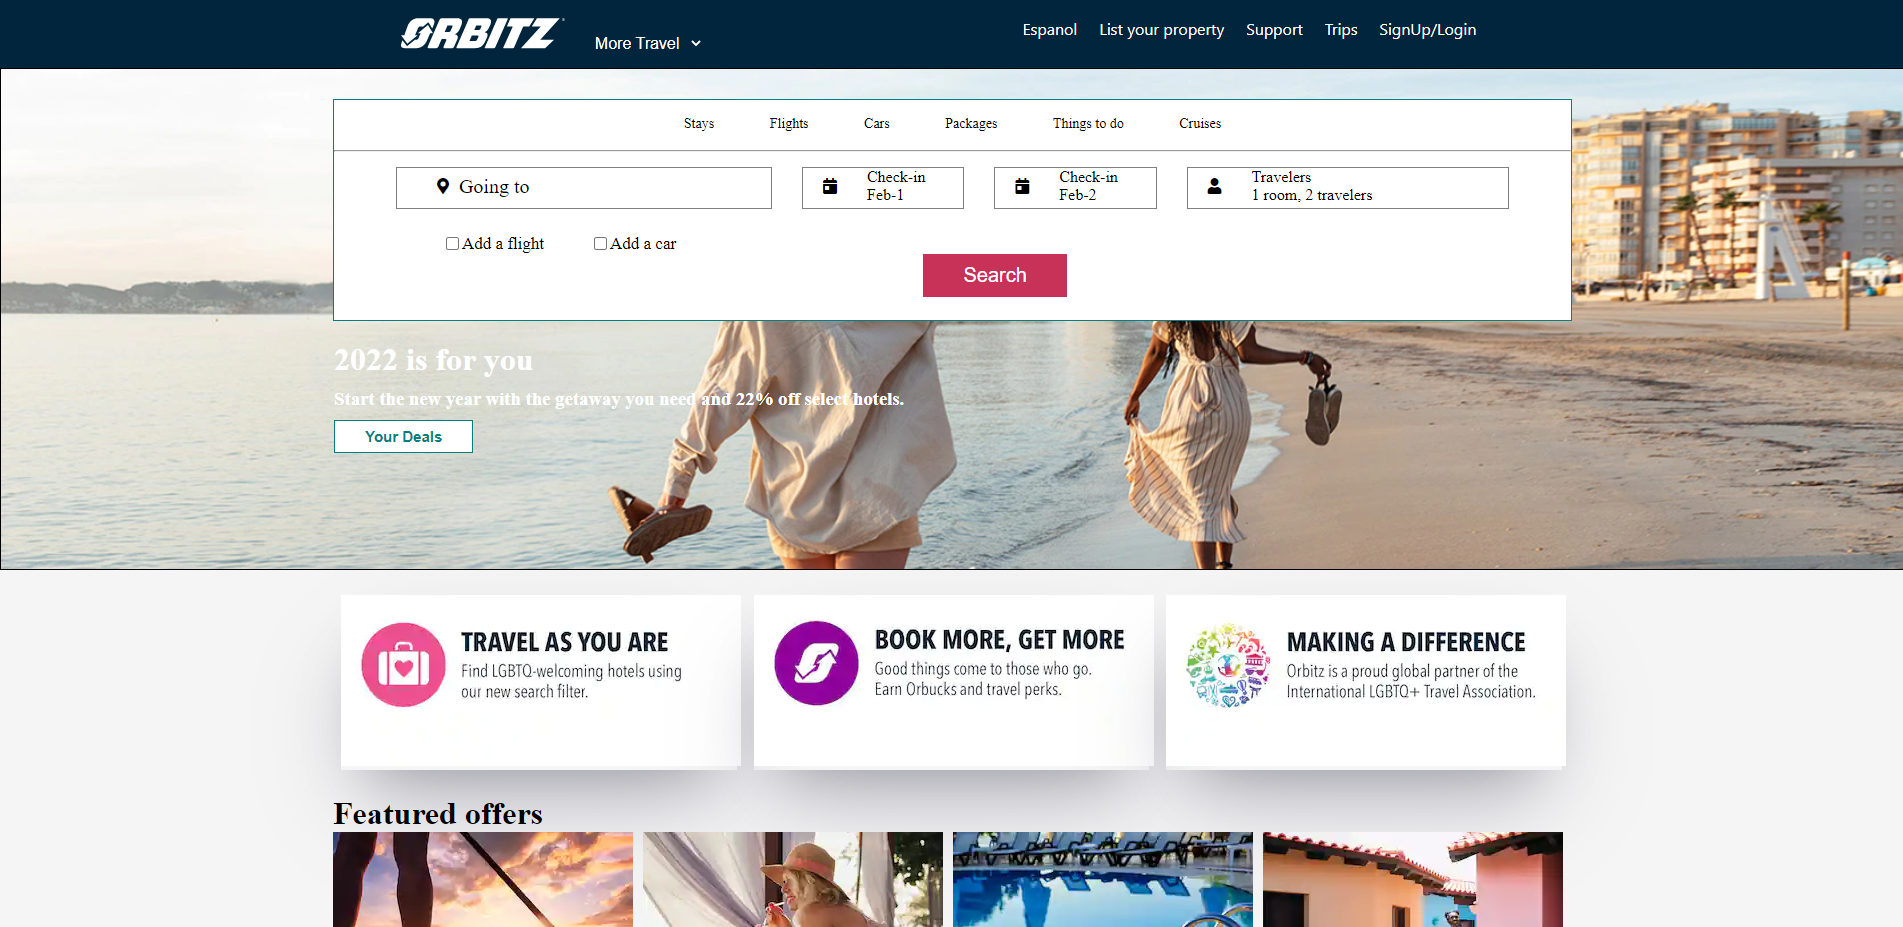 ORBITZ
More Travel
Espanol List your property Support Trips SignUp/Login
Stays Flights Cars Packages Things to do Cruises
Going to
Check-in
Feb-1
Check-in
Feb-2
Travelers
1 room, 2 travelers
Add a flight Add a car
Search
2022 is for you
Start the new year with the getaway you need and 22% off select hotels.
Your Deals
TRAVEL AS YOU ARE
Find LGBTQ-welcoming hotels using
our new search filter.
BOOK MORE, GET MORE
Good things come to those who go.
Earn Orbucks and travel perks.
MAKING A DIFFERENCE
Orbitz is a proud global partner of the
International LGBTQ+ Travel Association.
Featured offers